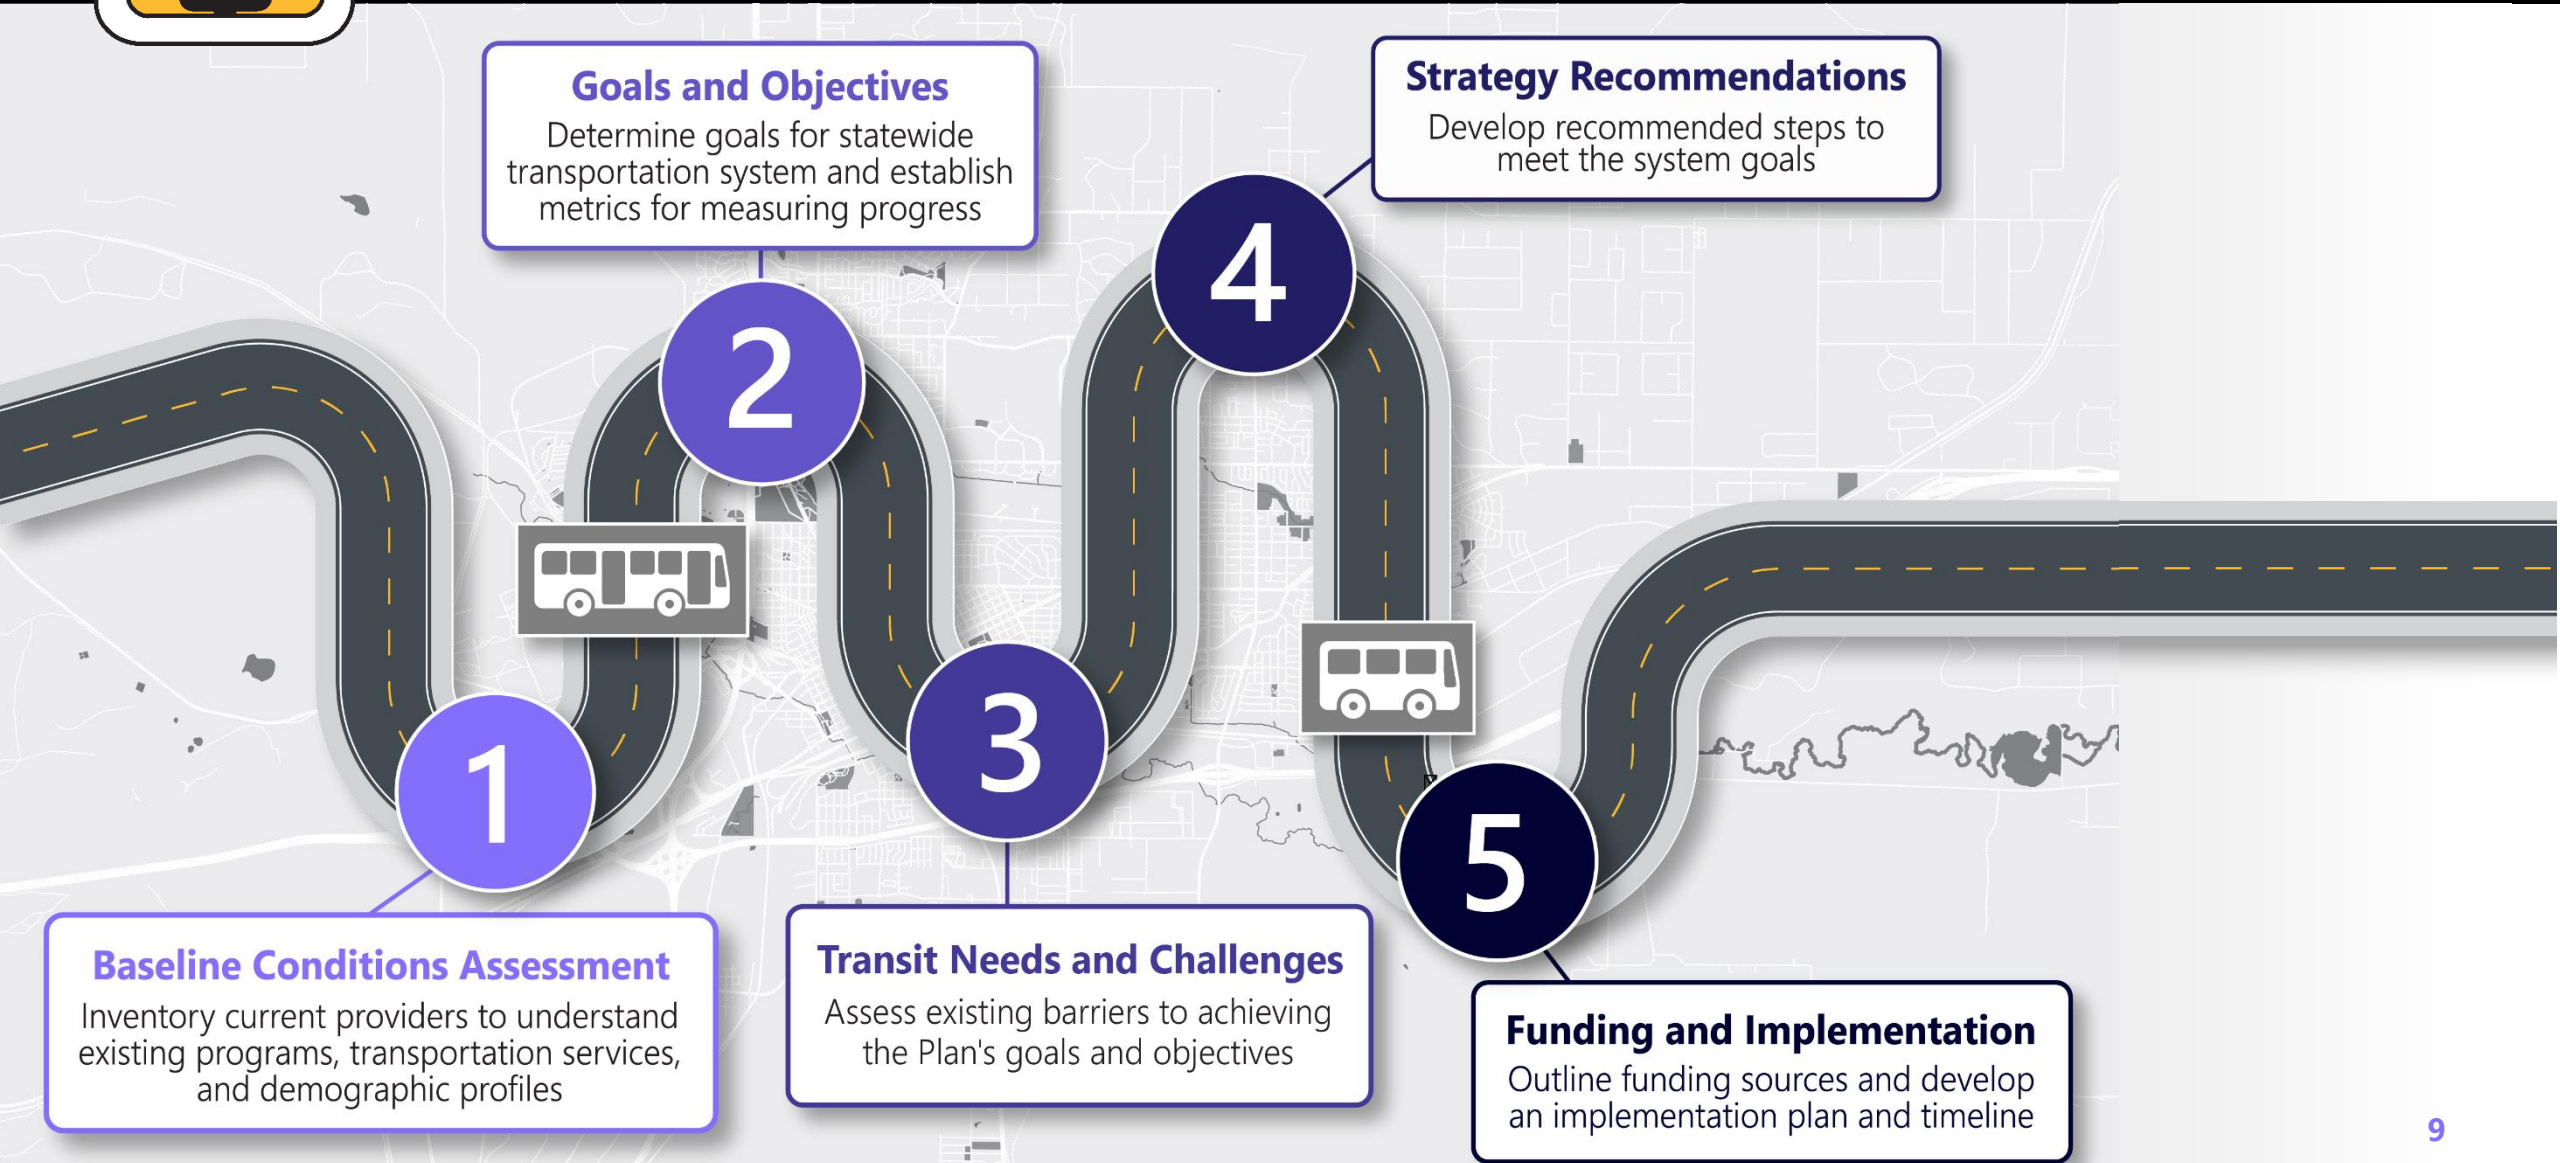 Goals and Objectives
Determine goals for statewide
transportation system and establish
metrics for measuring progress
Strategy Recommendations
Develop recommended steps to
meet the system goals
4
2
3
1
5
Baseline Conditions Assessment
Inventory current providers to understand
existing programs, transportation services,
and demographic profiles
Transit Needs and Challenges
Assess existing barriers to achieving
the Plan's goals and objectives
Funding and Implementation
Outline funding sources and develop
an implementation plan and timeline
9